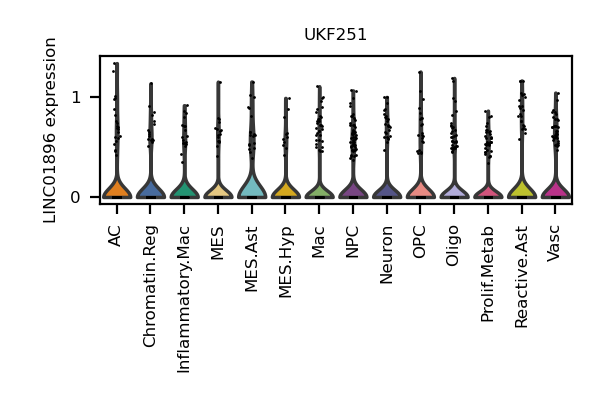 UKF251
LINC01896 expression
1
0
AC
Chromatin.Reg
Inflammatory.Mac
MES
MES.Ast
MES.Hyp
Mac
NPC
Neuron
OPC
Oligo
Prolif.Metab
Reactive.Ast
Vasc